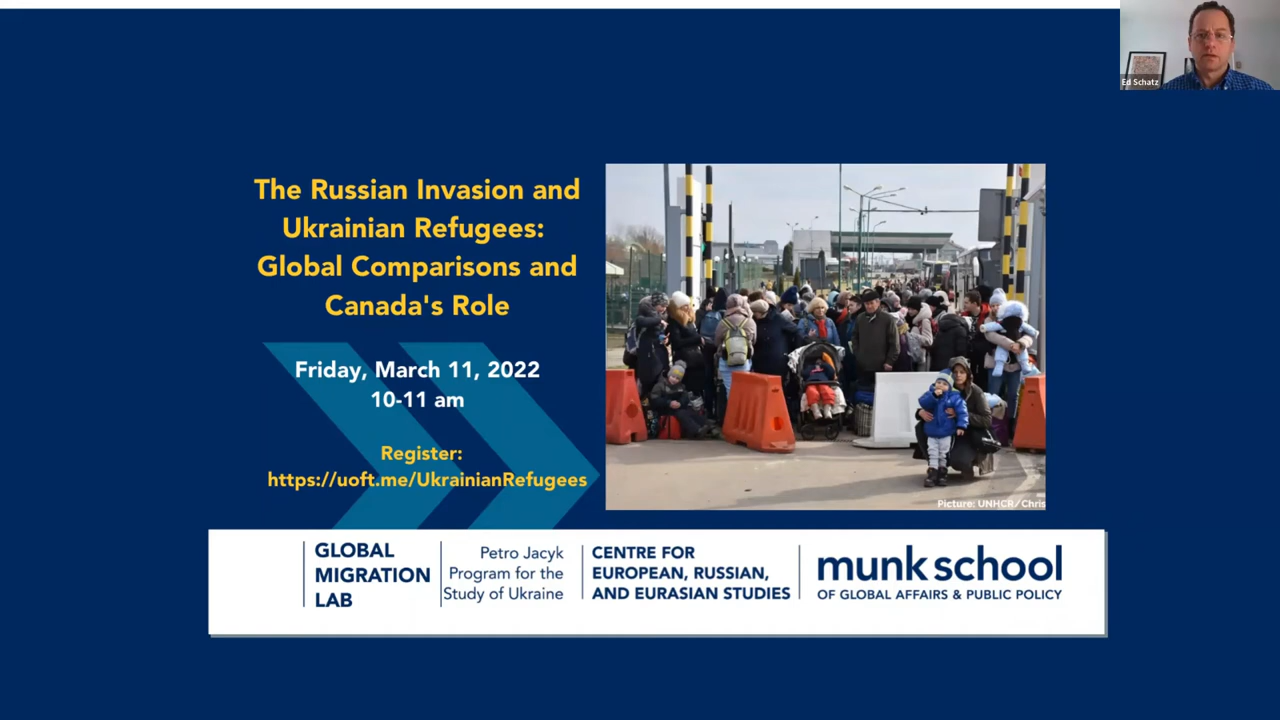 Ed Schatz
The Russian Invasion and
Ukrainian Refugees:
Global Comparisons and
Canada's Role
Friday, March 11, 2022
10-11 am
Register:
https://uoft.me/UkrainianRefugees
Picture: UNHCR/Chris
GLOBAL
MIGRATION
LAB
Petro Jacyk
Program for the
Study of Ukraine
CENTRE FOR
EUROPEAN, RUSSIAN,
AND EURASIAN STUDIES
munk school
OF GLOBAL AFFAIRS & PUBLIC POLICY